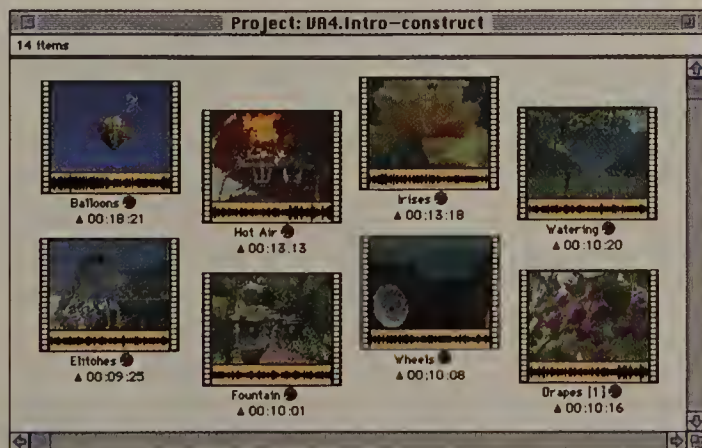 Project: VA4.Intro-construct
14 items
Balloons
▲ 00:18:21
Hot Air
▲ 00:13.13
Irises
▲ 00:13:18
Watering
▲ 00:10:20
Elitches
▲ 00:09:25
Fountain
▲ 00:10:01
Wheels
▲ 00:10:08
Grapes [1]
▲ 00:10:16